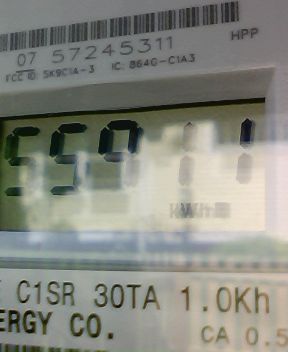 07 57245311
HPP
FCC ID: SK9C1A-3 IC: 864G-C1A3
55911
kWh
C1SR 30TA 1.0Kh
ERGY CO.
CA 0.5